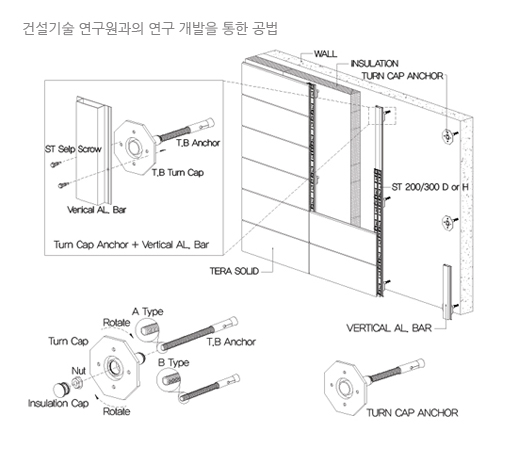 건설기술 연구원과의 연구 개발을 통한 공법
WALL
INSULATION
TURN CAP ANCHOR
T,B Anchor
ST Selp Screw
T,B Turn Cap
Vertical AL, Bar
Turn Cap Anchor + Vertical AL, Bar
ST 200/300 D or H
TERA SOLID
VERTICAL AL, BAR
A Type
Rotate
T,B Anchor
Turn Cap
Nut
B Type
Insulation Cap
Rotate
TURN CAP ANCHOR